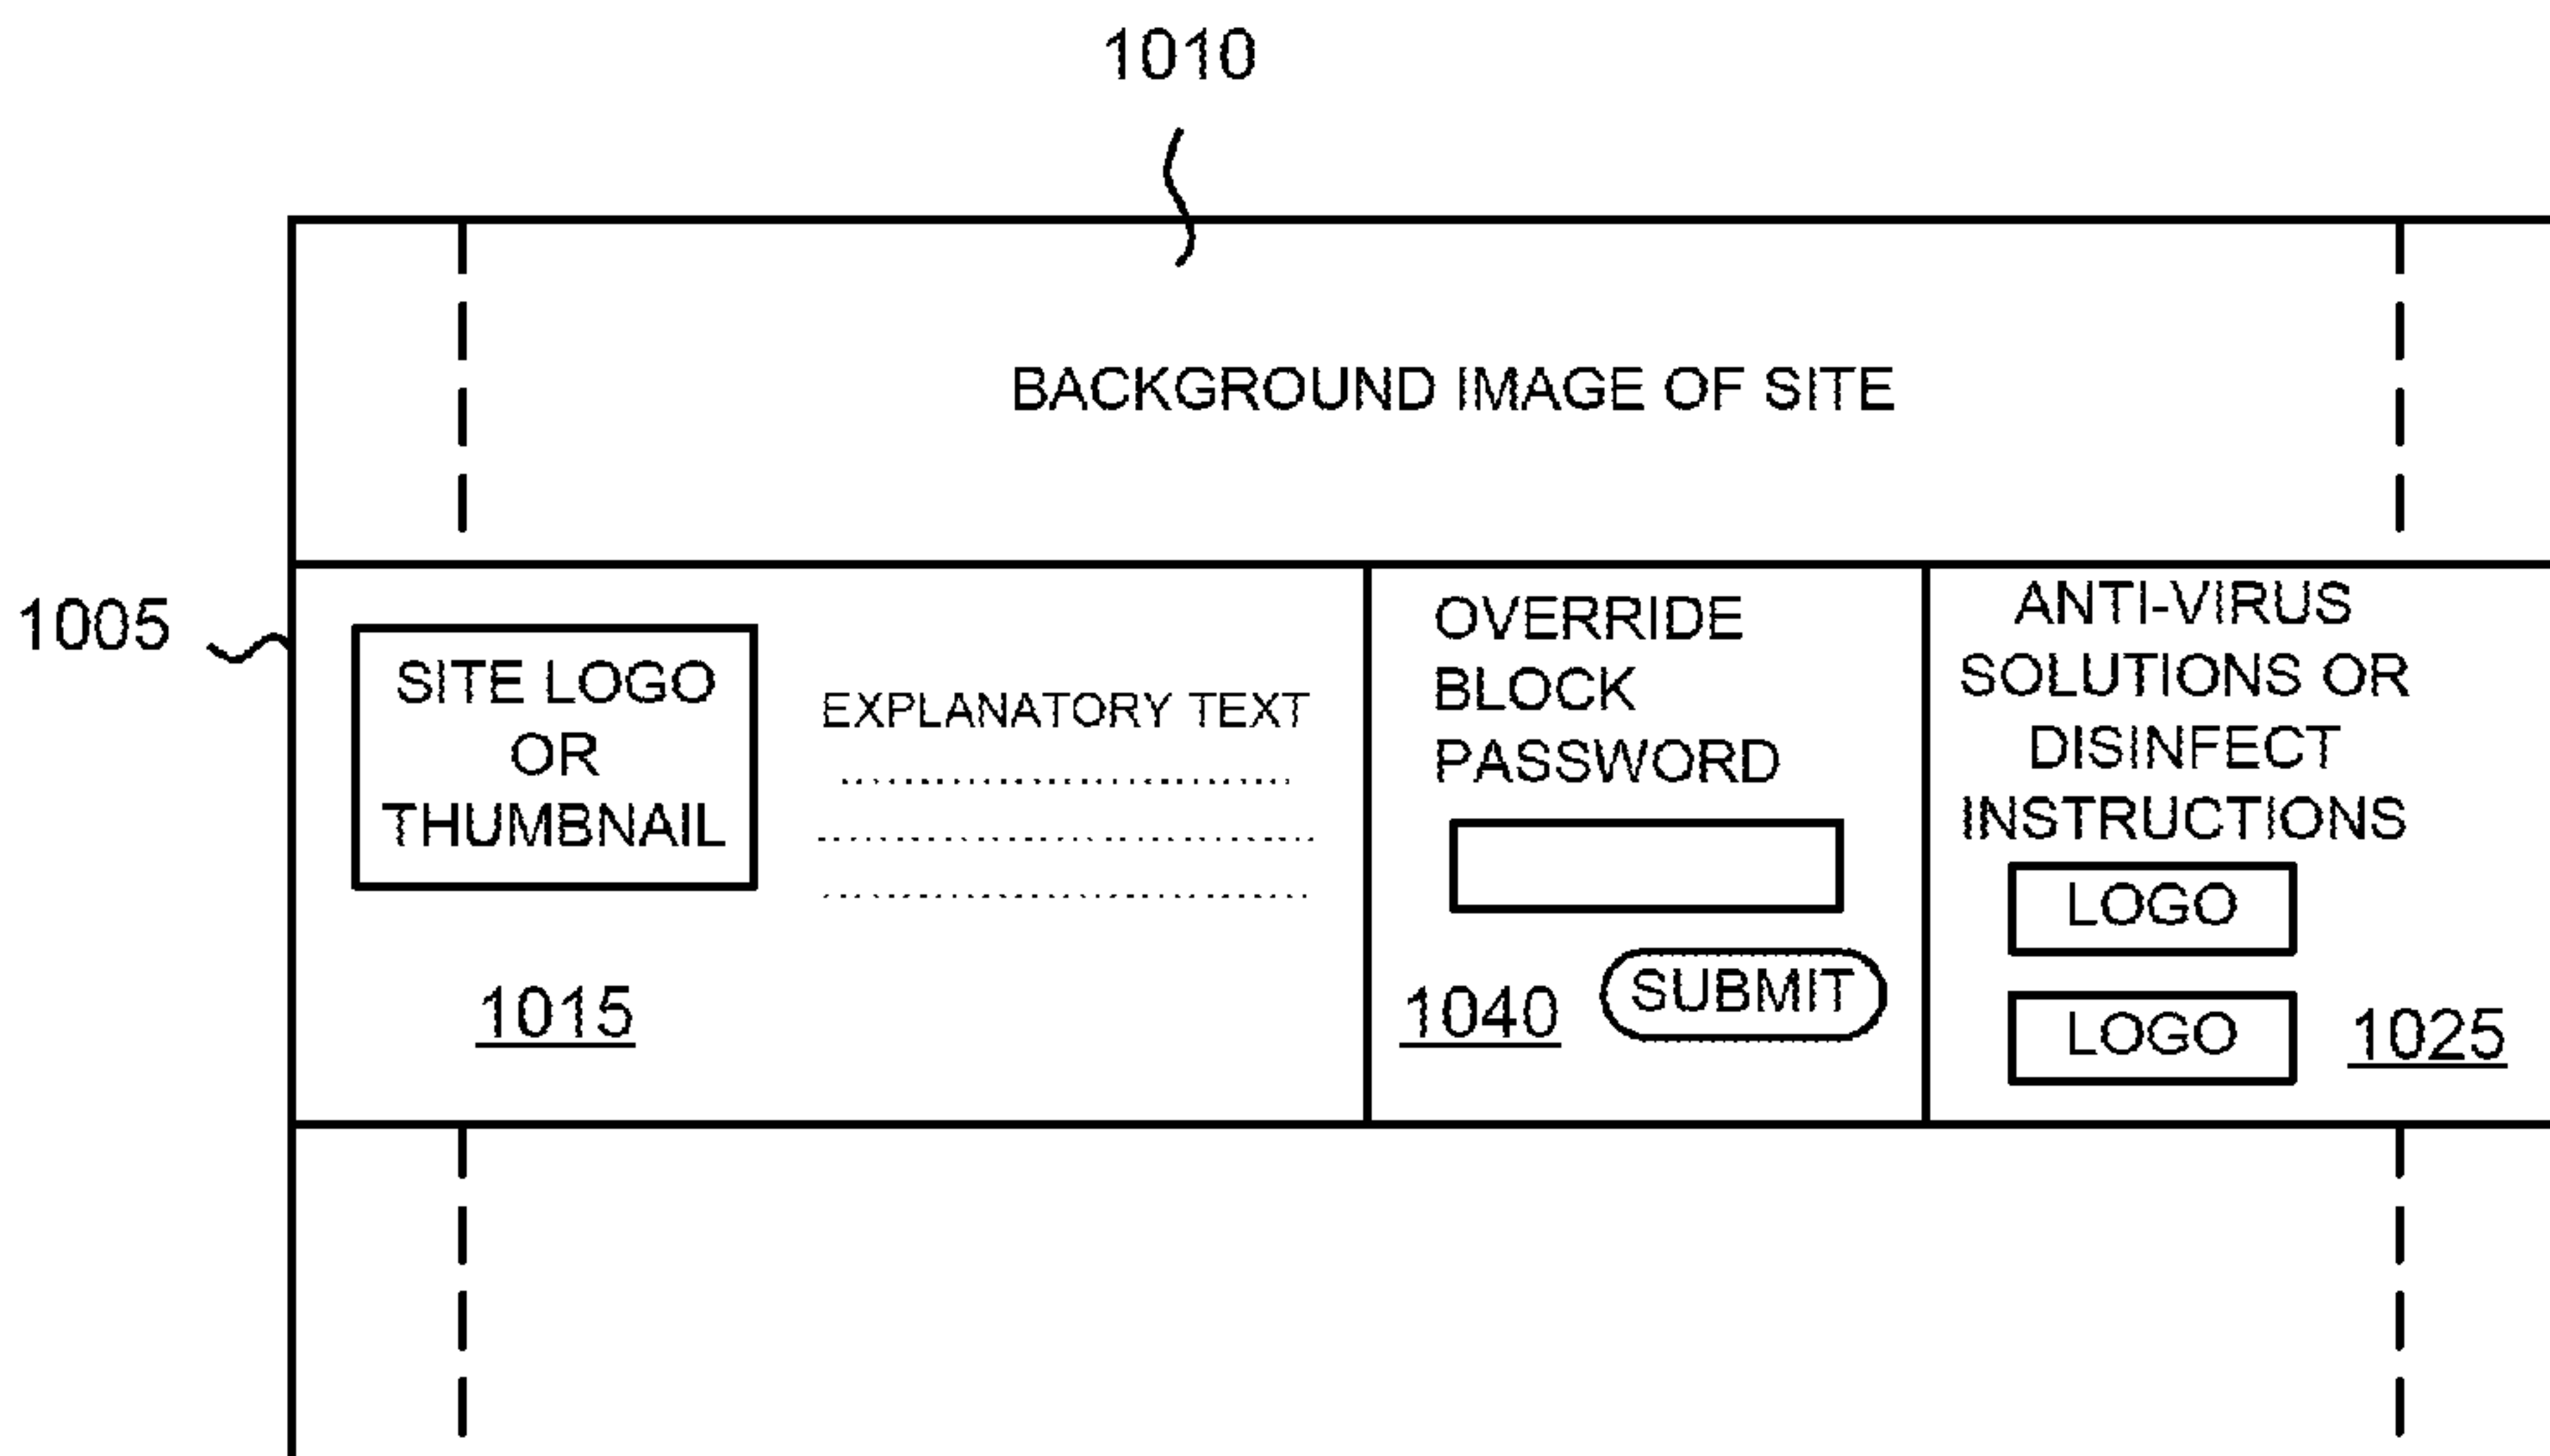 1010
BACKGROUND IMAGE OF SITE
1005
SITE LOGO
OR
THUMBNAIL
EXPLANATORY TEXT
1015
OVERRIDE
BLOCK
PASSWORD
SUBMIT
1040
ANTI-VIRUS
SOLUTIONS OR
DISINFECT
INSTRUCTIONS
LOGO
LOGO
1025